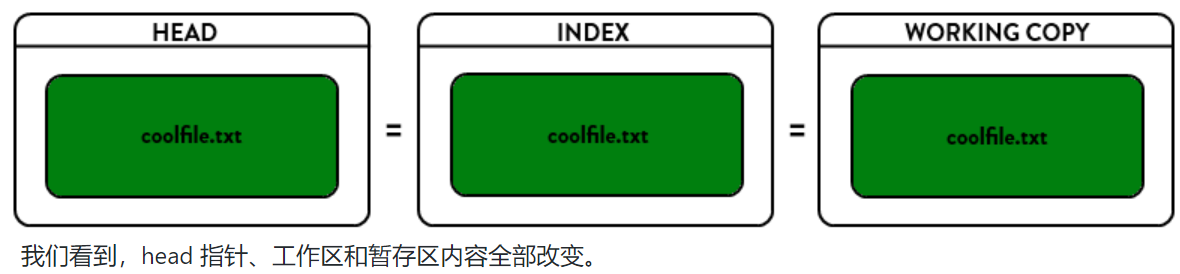 HEAD INDEX WORKING COPY
coolfile.txt = coolfile.txt = coolfile.txt
我们看到，head 指针、工作区和暂存区内容全部改变。